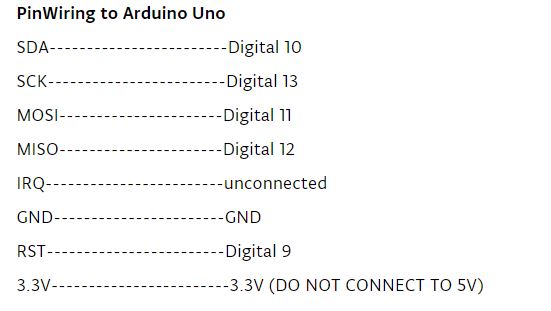 PinWiring to Arduino Uno
SDA------------------------Digital 10
SCK------------------------Digital 13
MOSI----------------------Digital 11
MISO----------------------Digital 12
IRQ------------------------unconnected
GND-----------------------GND
RST------------------------Digital 9
3.3V------------------------3.3V (DO NOT CONNECT TO 5V)